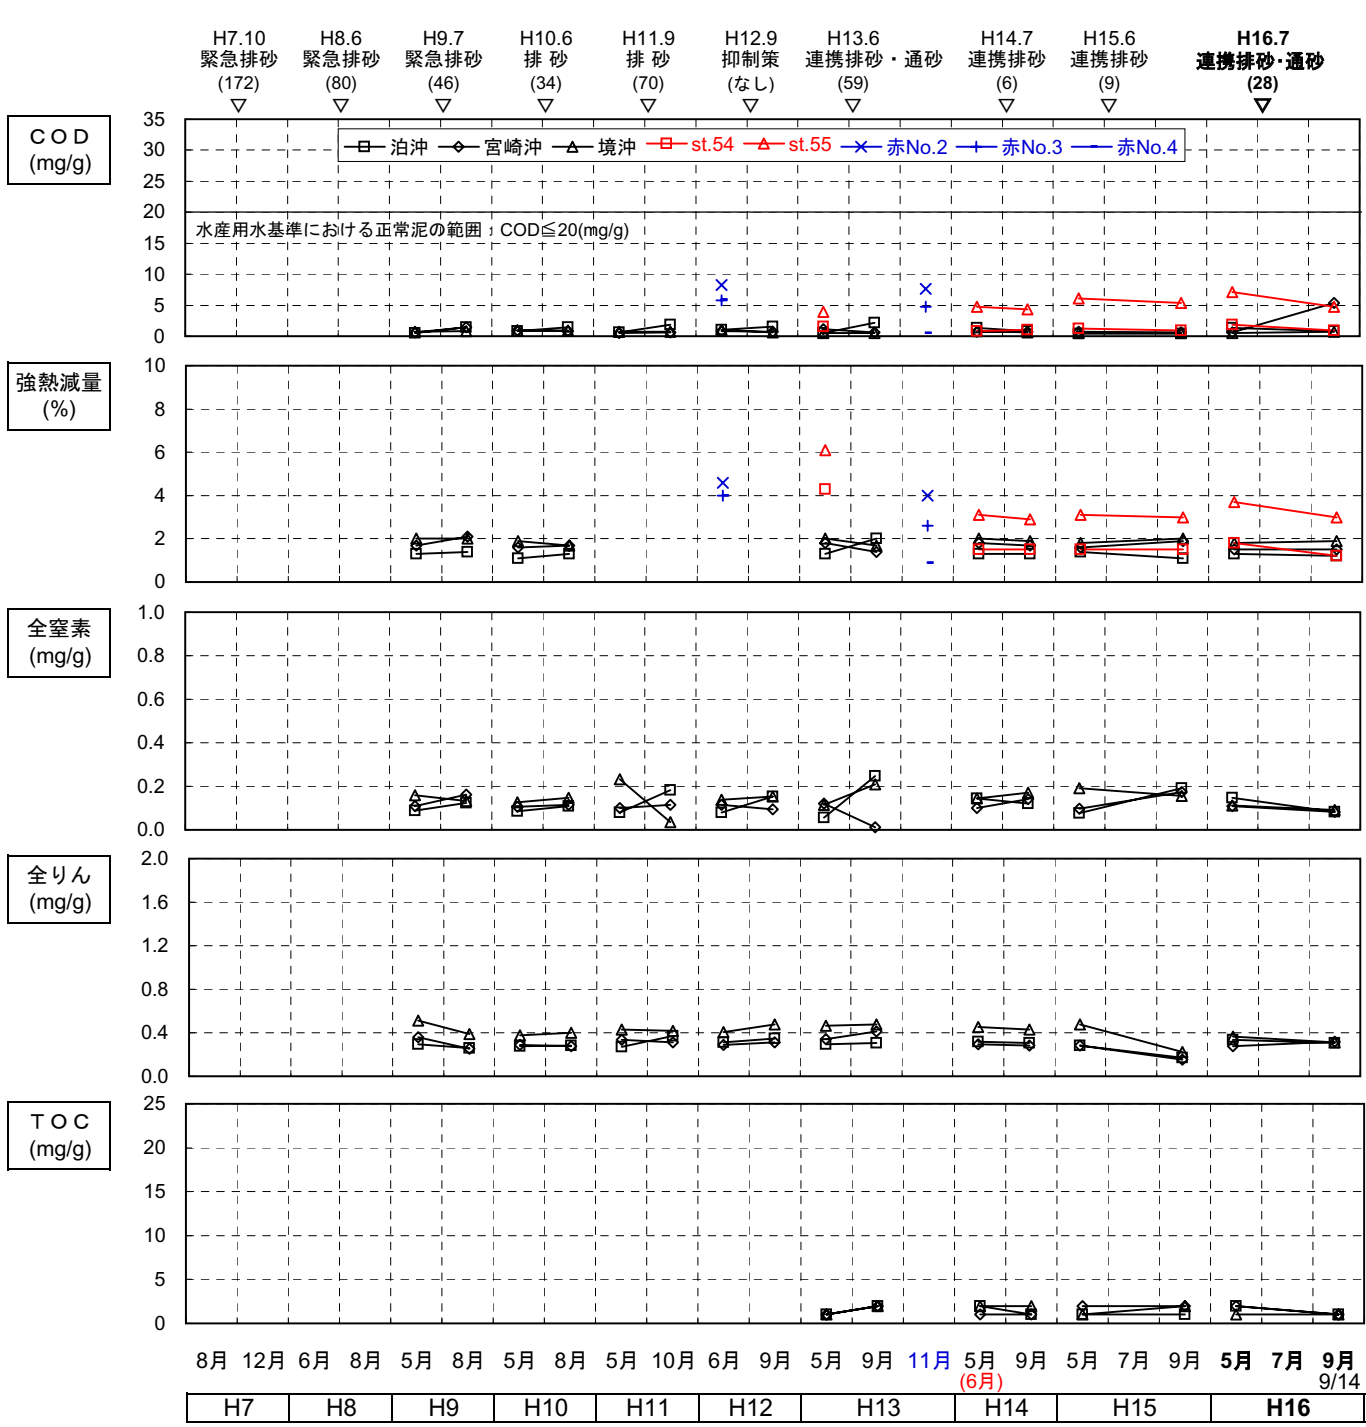 H7.10 H8.6 H9.7 H10.6 H11.9 H12.9 H13.6 H14.7 H15.6 H16.7
緊急排砂 緊急排砂 緊急排砂 排 砂 排 砂 抑制策 連携排砂・通砂 連携排砂 連携排砂 連携排砂・通砂
(172) (80) (46) (34) (70) (なし) (59) (6) (9) (28)
▽ ▽ ▽ ▽ ▽ ▽ ▽ ▽ ▽ ▽
COD
(mg/g)
35
30
25
20
15
10
5
0
泊沖 宮崎沖 境沖 st.54 st.55 赤No.2 赤No.3 赤No.4
水産用水基準における正常泥の範囲:COD≦20(mg/g)
強熱減量
(%)
10
8
6
4
2
0
全窒素
(mg/g)
1.0
0.8
0.6
0.4
0.2
0.0
全りん
(mg/g)
2.0
1.6
1.2
0.8
0.4
0.0
TOC
(mg/g)
25
20
15
10
5
0
8月 12月 6月 8月 5月 8月 5月 8月 5月 10月 6月 9月 5月 9月 11月 5月 9月 5月 7月 9月 5月 7月 9月
(6月) 9/14
H7 H8 H9 H10 H11 H12 H13 H14 H15 H16